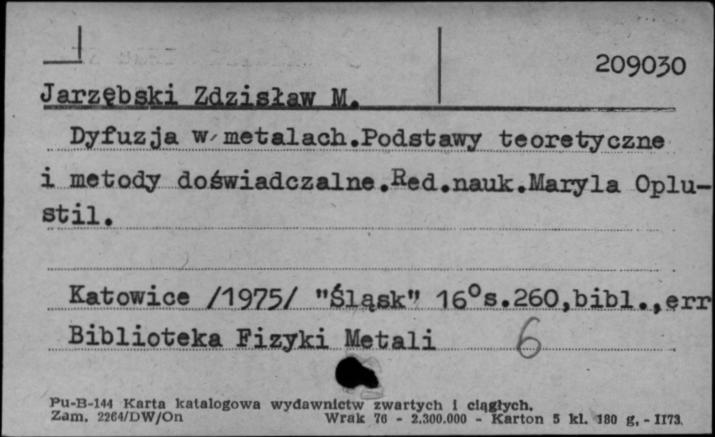 209030
Jarzębski Zdzisław M.
Dyfuzja w metalach.Podstawy teoretyczne
i metody doświadczalne.Red.nauk.Maryla Oplu-
stil.
Katowice /1975/ "Śląsk" 16°s.260,bibl.,err
Biblioteka Fizyki Metali 6
Pu-B-144 Karta katalogowa wydawnictw zwartych i ciągłych.
Zam. 2264/DW/On Wrak 76 - 2.300.000 - Karton 5 kl. 180 g, - II73.